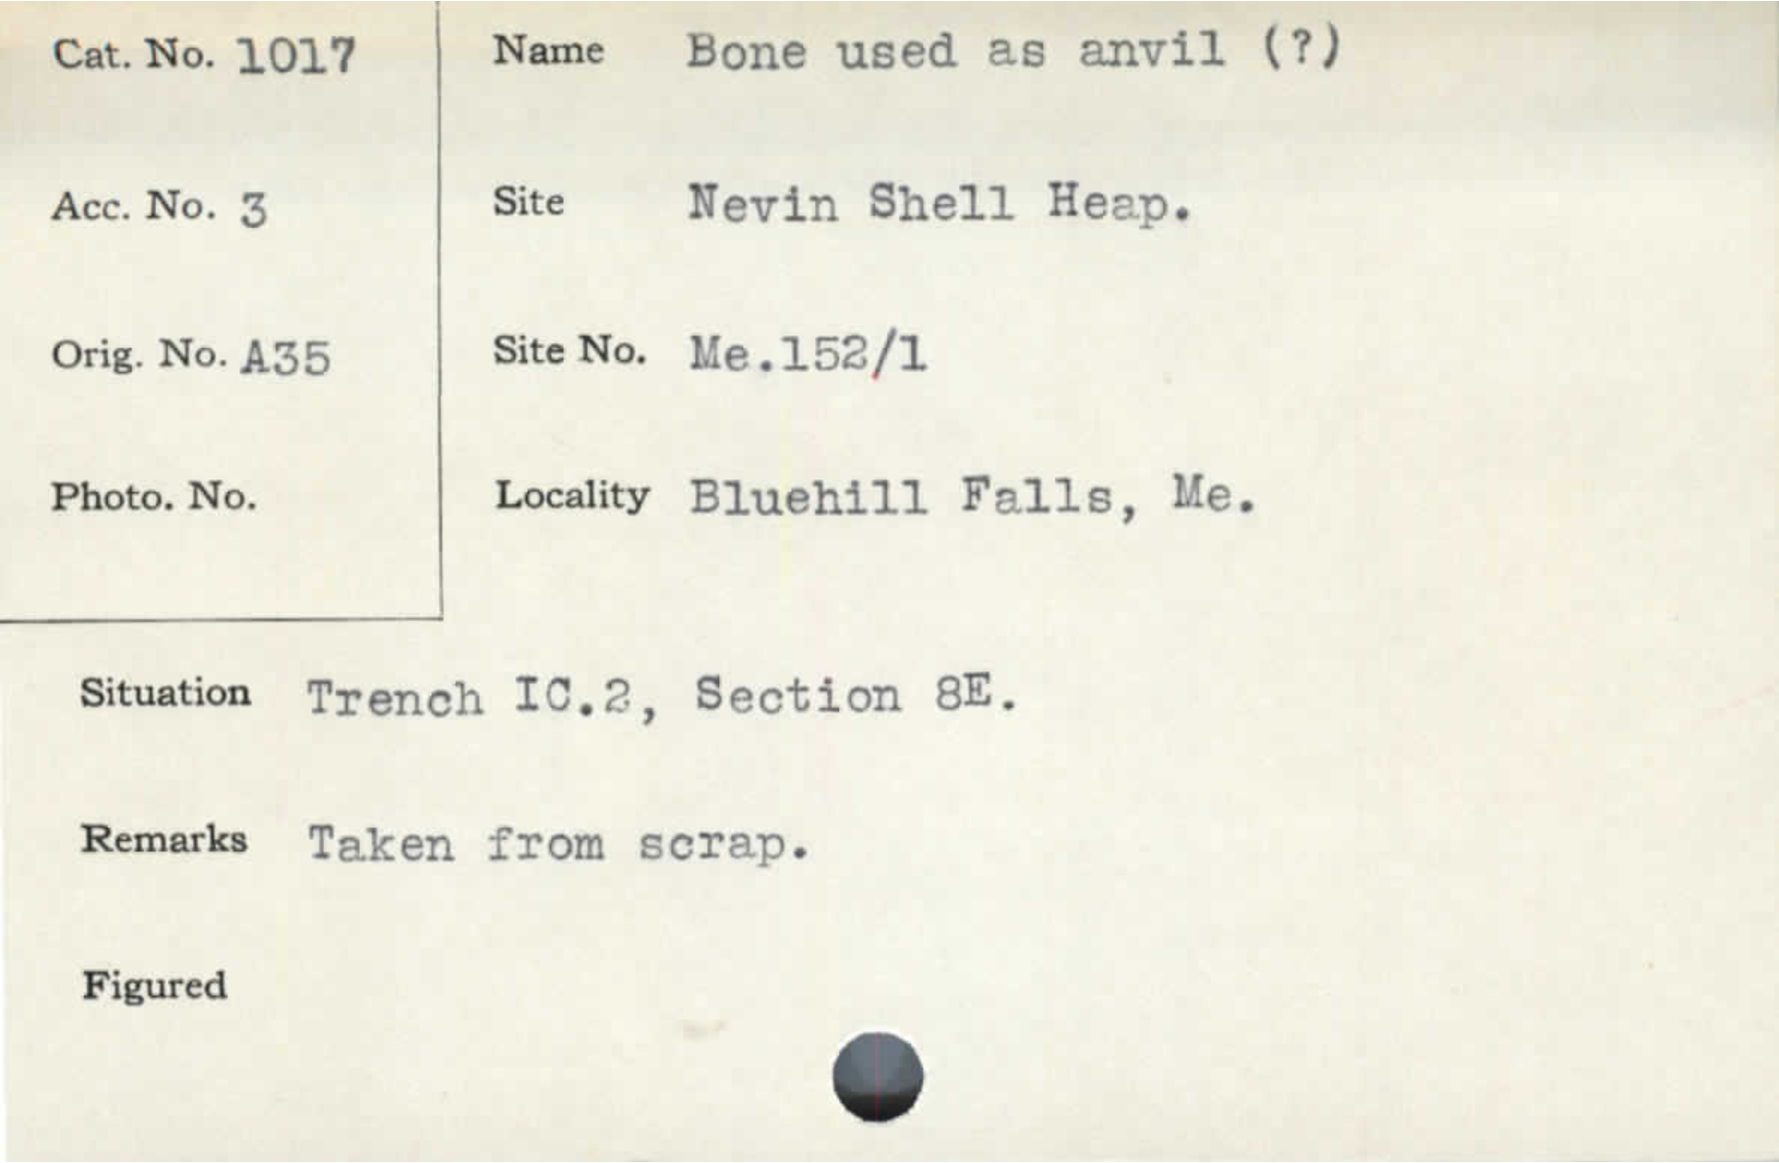 Cat. No. 1017
Name Bone used as anvil (?)
Acc. No. 3
Site Nevin Shell Heap.
Orig. No. A35
Site No. Me.152/1
Photo. No.
Locality Bluehill Falls, Me.
Situation Trench IC.2, Section 8E.
Remarks Taken from scrap.
Figured